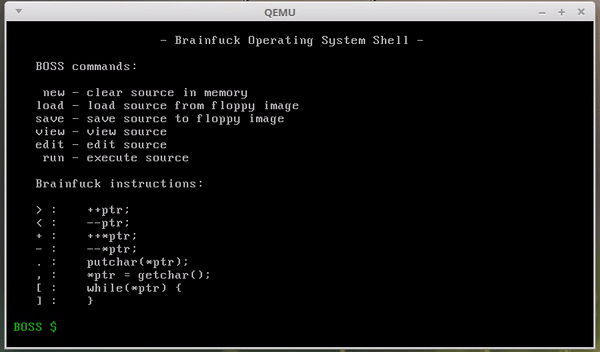 QEMU
- Brainfuck Operating System Shell -
BOSS commands:
new - clear source in memory
load - load source from floppy image
save - save source to floppy image
view - view source
edit - edit source
run - execute source
Brainfuck instructions:
> : ++ptr;
< : --ptr;
+ : ++*ptr;
- : --*ptr;
. : putchar(*ptr);
, : *ptr = getchar();
[ : while(*ptr) {
] : }
BOSS $